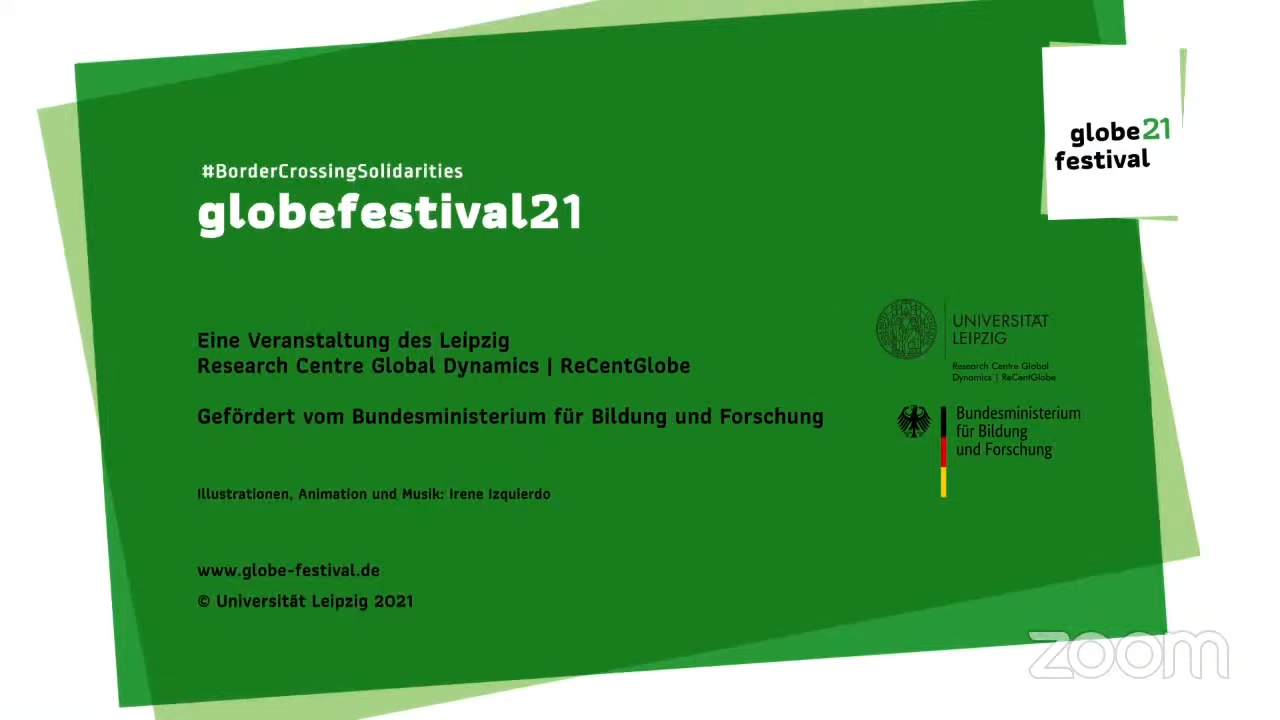 globe21
festival
#BorderCrossingSolidarities
globefestival21
Eine Veranstaltung des Leipzig
Research Centre Global Dynamics | ReCentGlobe
Gefördert vom Bundesministerium für Bildung und Forschung
UNIVERSITÄT
LEIPZIG
Research Centre Global
Dynamics | ReCentGlobe
Bundesministerium
für Bildung
und Forschung
Illustrationen, Animation und Musik: Irene Izquierdo
www.globe-festival.de
© Universität Leipzig 2021
zoom